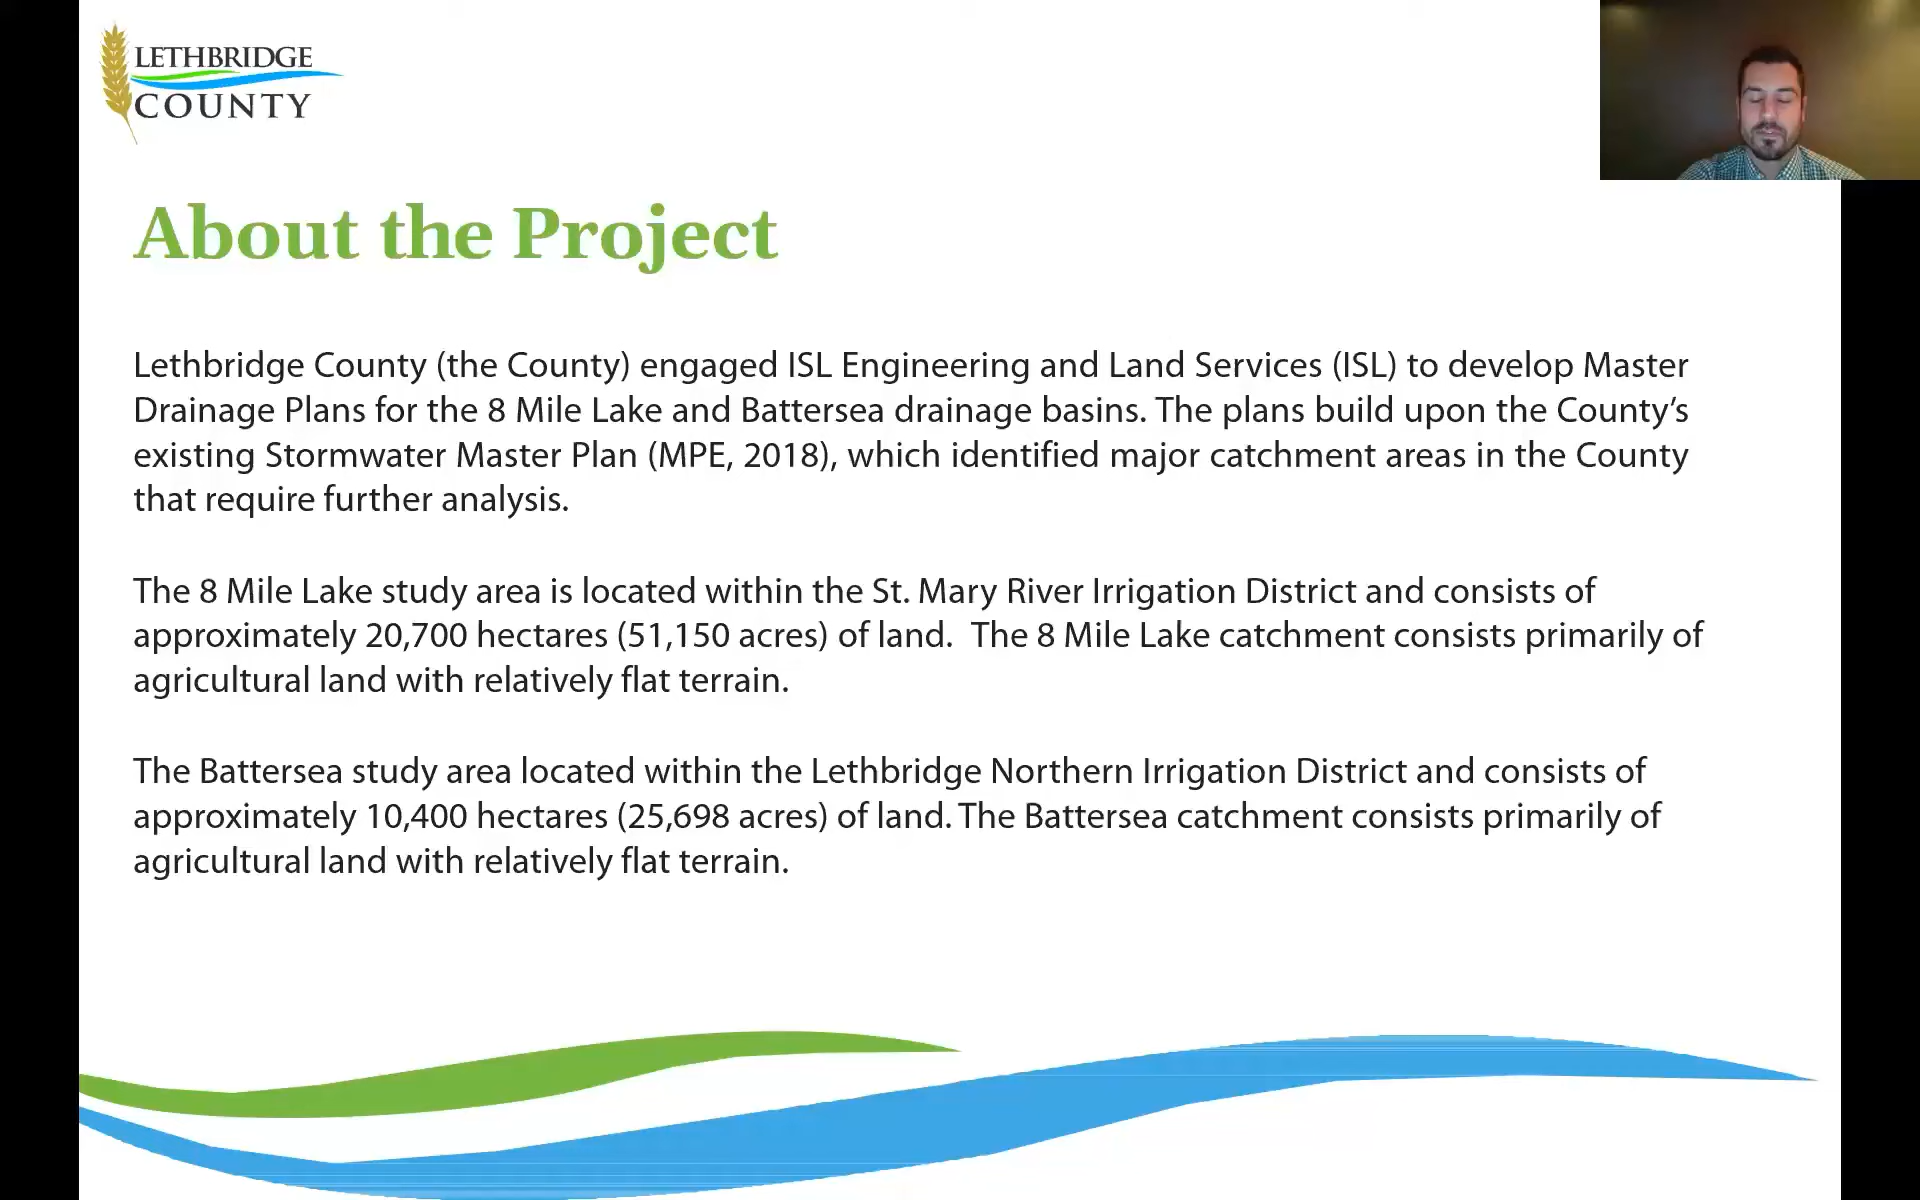 LETHBRIDGE
COUNTY
About the Project
Lethbridge County (the County) engaged ISL Engineering and Land Services (ISL) to develop Master
Drainage Plans for the 8 Mile Lake and Battersea drainage basins. The plans build upon the County’s
existing Stormwater Master Plan (MPE, 2018), which identified major catchment areas in the County
that require further analysis.
The 8 Mile Lake study area is located within the St. Mary River Irrigation District and consists of
approximately 20,700 hectares (51,150 acres) of land.  The 8 Mile Lake catchment consists primarily of
agricultural land with relatively flat terrain.
The Battersea study area located within the Lethbridge Northern Irrigation District and consists of
approximately 10,400 hectares (25,698 acres) of land. The Battersea catchment consists primarily of
agricultural land with relatively flat terrain.